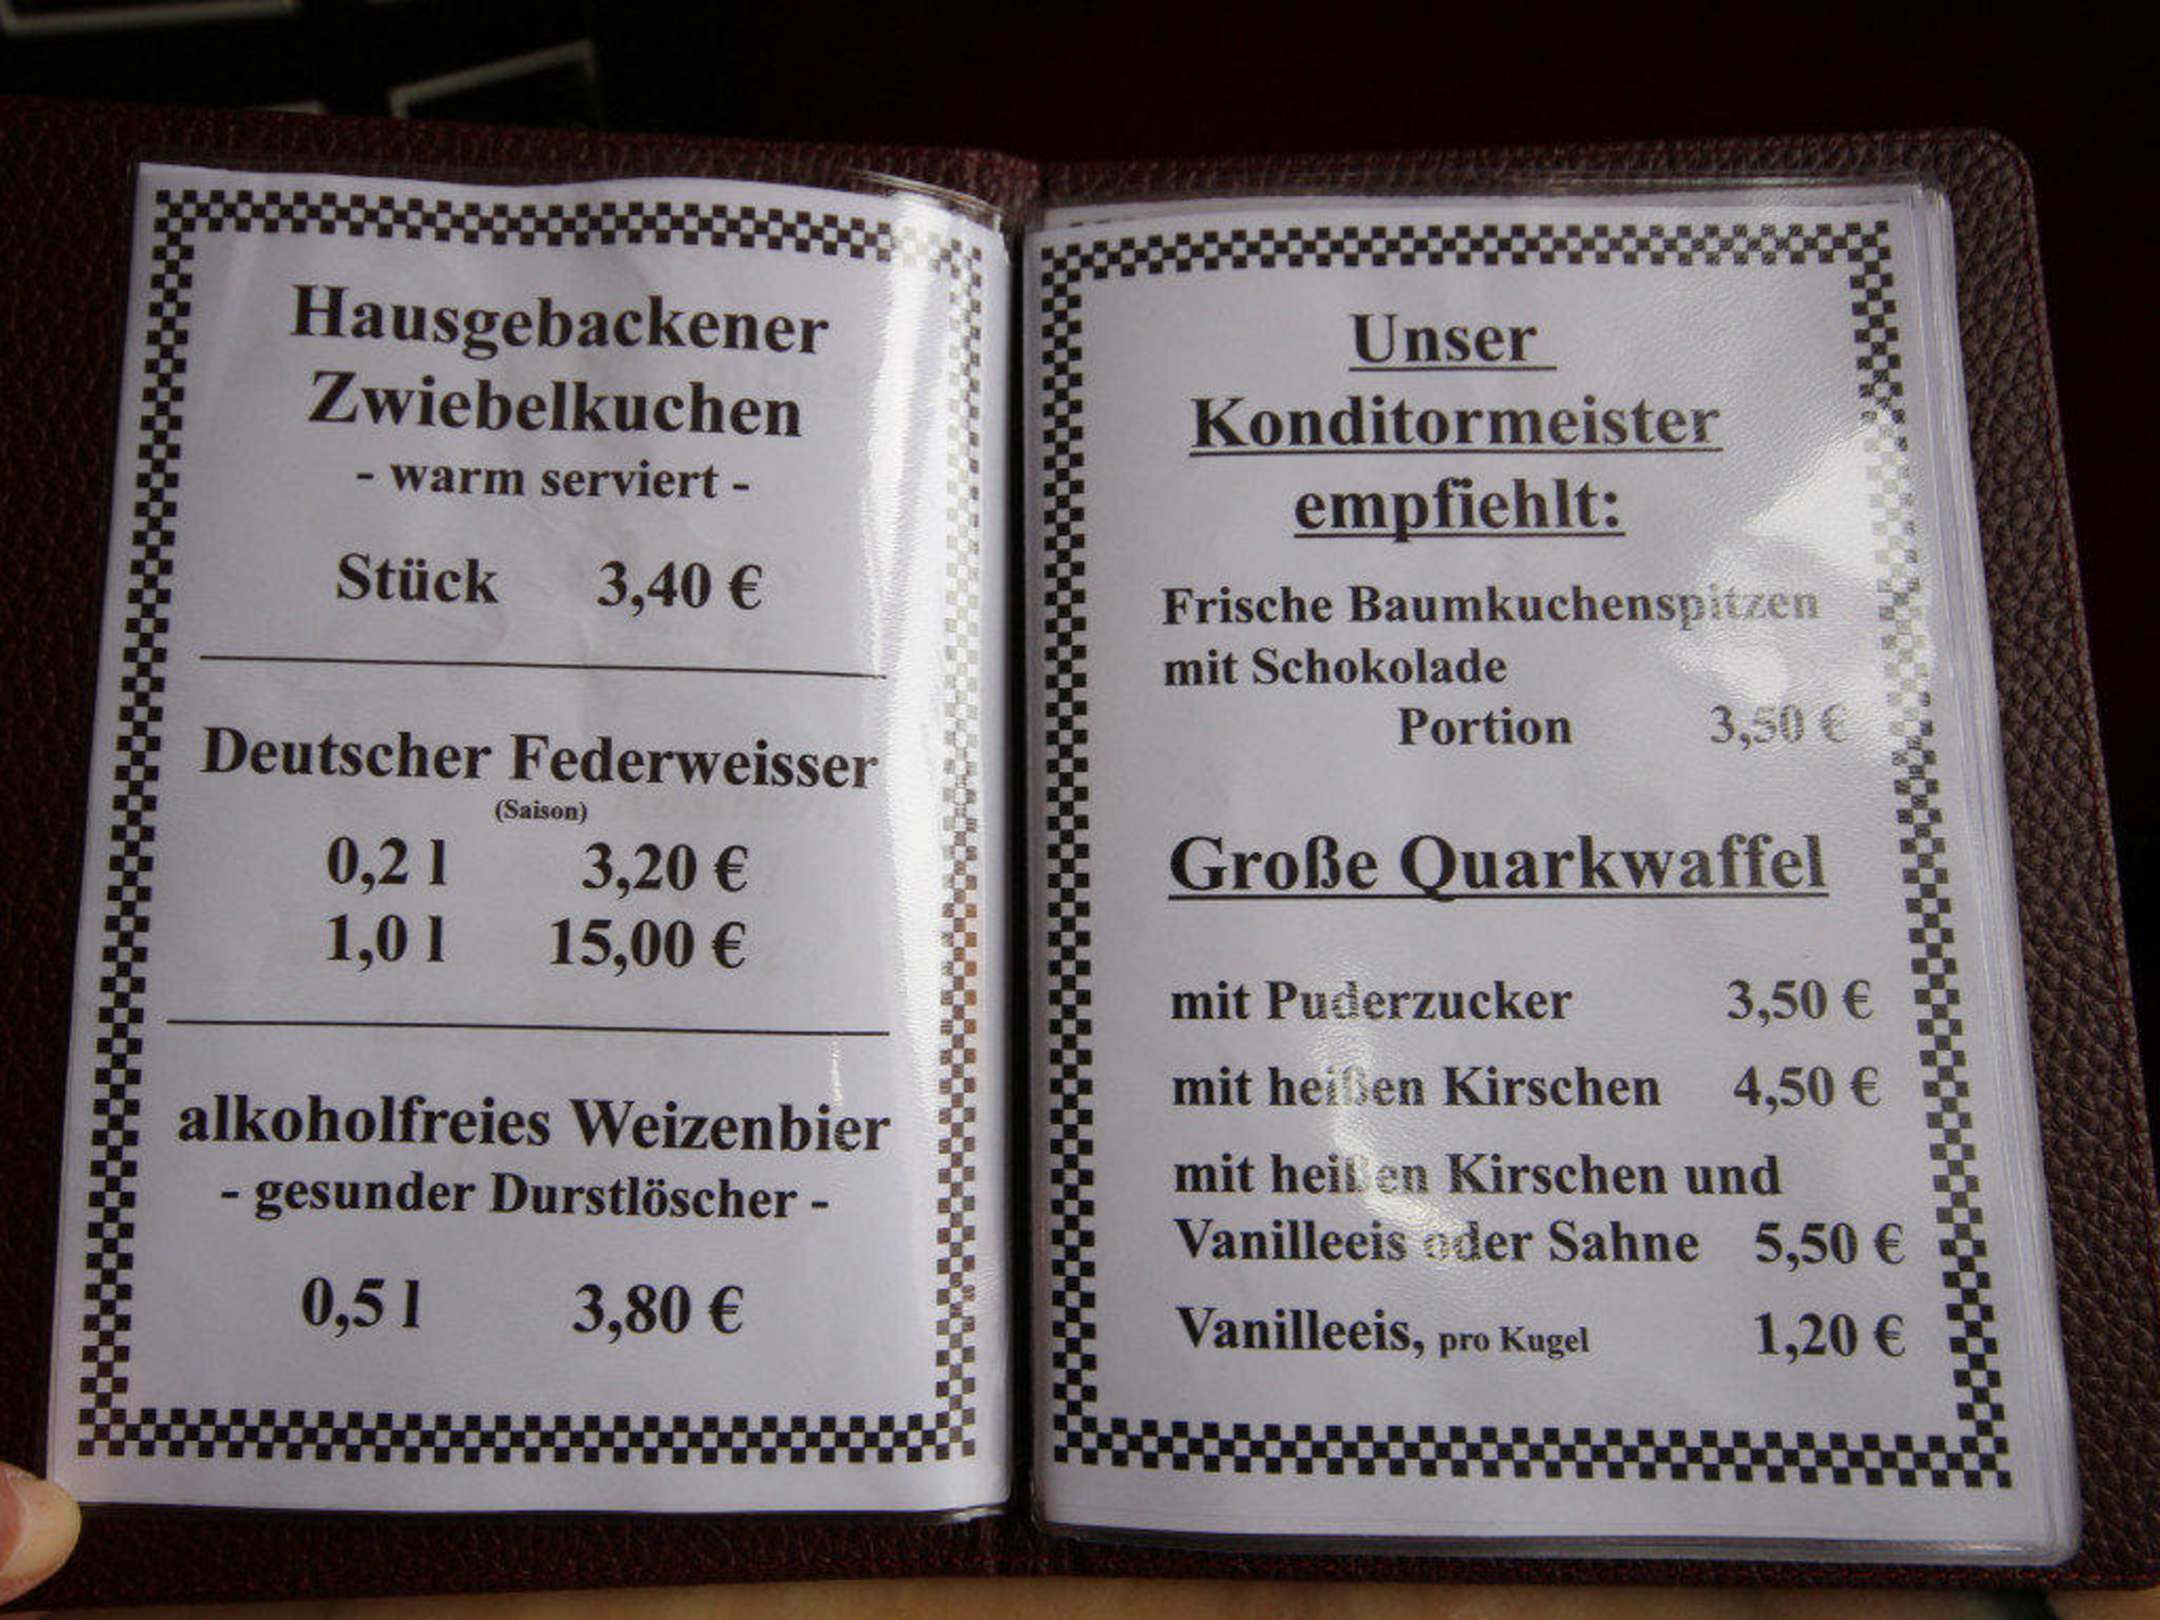 Hausgebackener
Zwiebelkuchen
- warm serviert -
Stück 3,40 €
Deutscher Federweisser
(Saison)
0,2 l 3,20 €
1,0 l 15,00 €
alkoholfreies Weizenbier
- gesunder Durstlöscher -
0,5 l 3,80 €
Unser
Konditormeister
empfiehlt:
Frische Baumkuchenspitzen
mit Schokolade
Portion 3,50 €
Große Quarkwaffel
mit Puderzucker 3,50 €
mit heißen Kirschen 4,50 €
mit heißen Kirschen und
Vanilleeis oder Sahne 5,50 €
Vanilleeis, pro Kugel 1,20 €